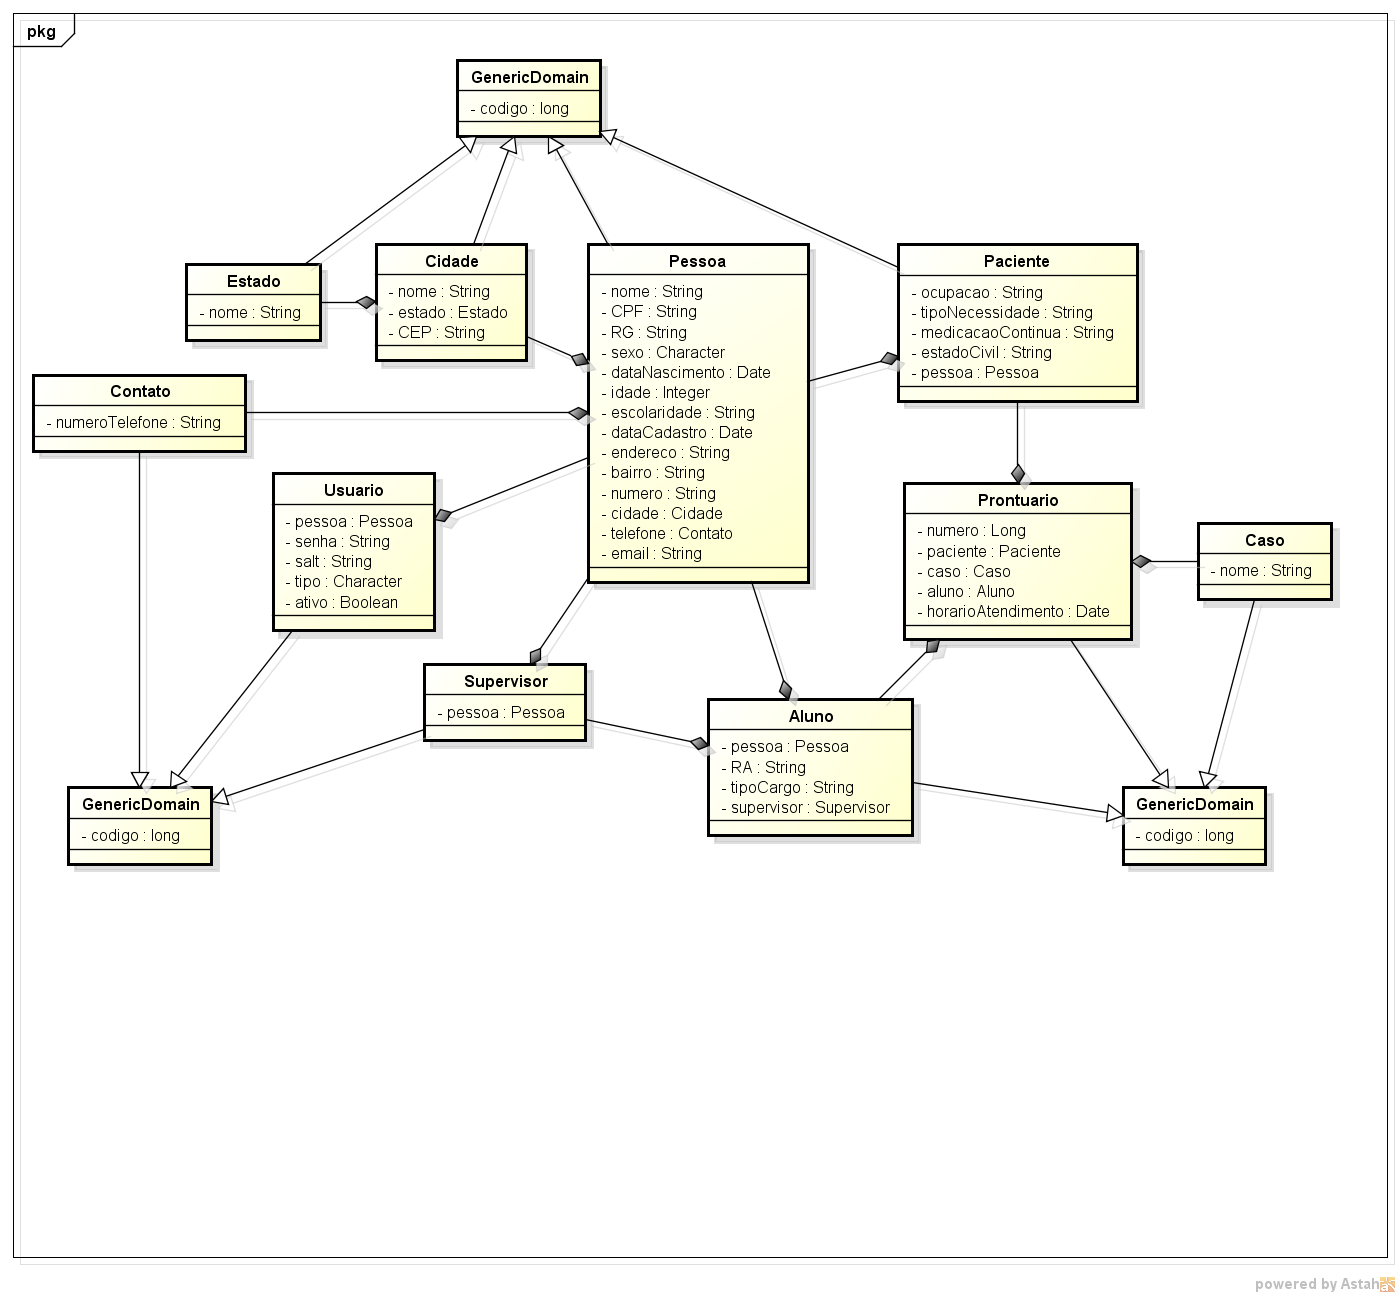 pkg
GenericDomain
- codigo : long
Estado
- nome : String
Cidade
- nome : String
- estado : Estado
- CEP : String
Pessoa
- nome : String
- CPF : String
- RG : String
- sexo : Character
- dataNascimento : Date
- idade : Integer
- escolaridade : String
- dataCadastro : Date
- endereco : String
- bairro : String
- numero : String
- cidade : Cidade
- telefone : Contato
- email : String
Paciente
- ocupacao : String
- tipoNecessidade : String
- medicacaoContinua : String
- estadoCivil : String
- pessoa : Pessoa
Contato
- numeroTelefone : String
Usuario
- pessoa : Pessoa
- senha : String
- salt : String
- tipo : Character
- ativo : Boolean
Prontuario
- numero : Long
- paciente : Paciente
- caso : Caso
- aluno : Aluno
- horarioAtendimento : Date
Caso
- nome : String
Supervisor
- pessoa : Pessoa
Aluno
- pessoa : Pessoa
- RA : String
- tipoCargo : String
- supervisor : Supervisor
GenericDomain
- codigo : long
GenericDomain
- codigo : long
powered by Astah